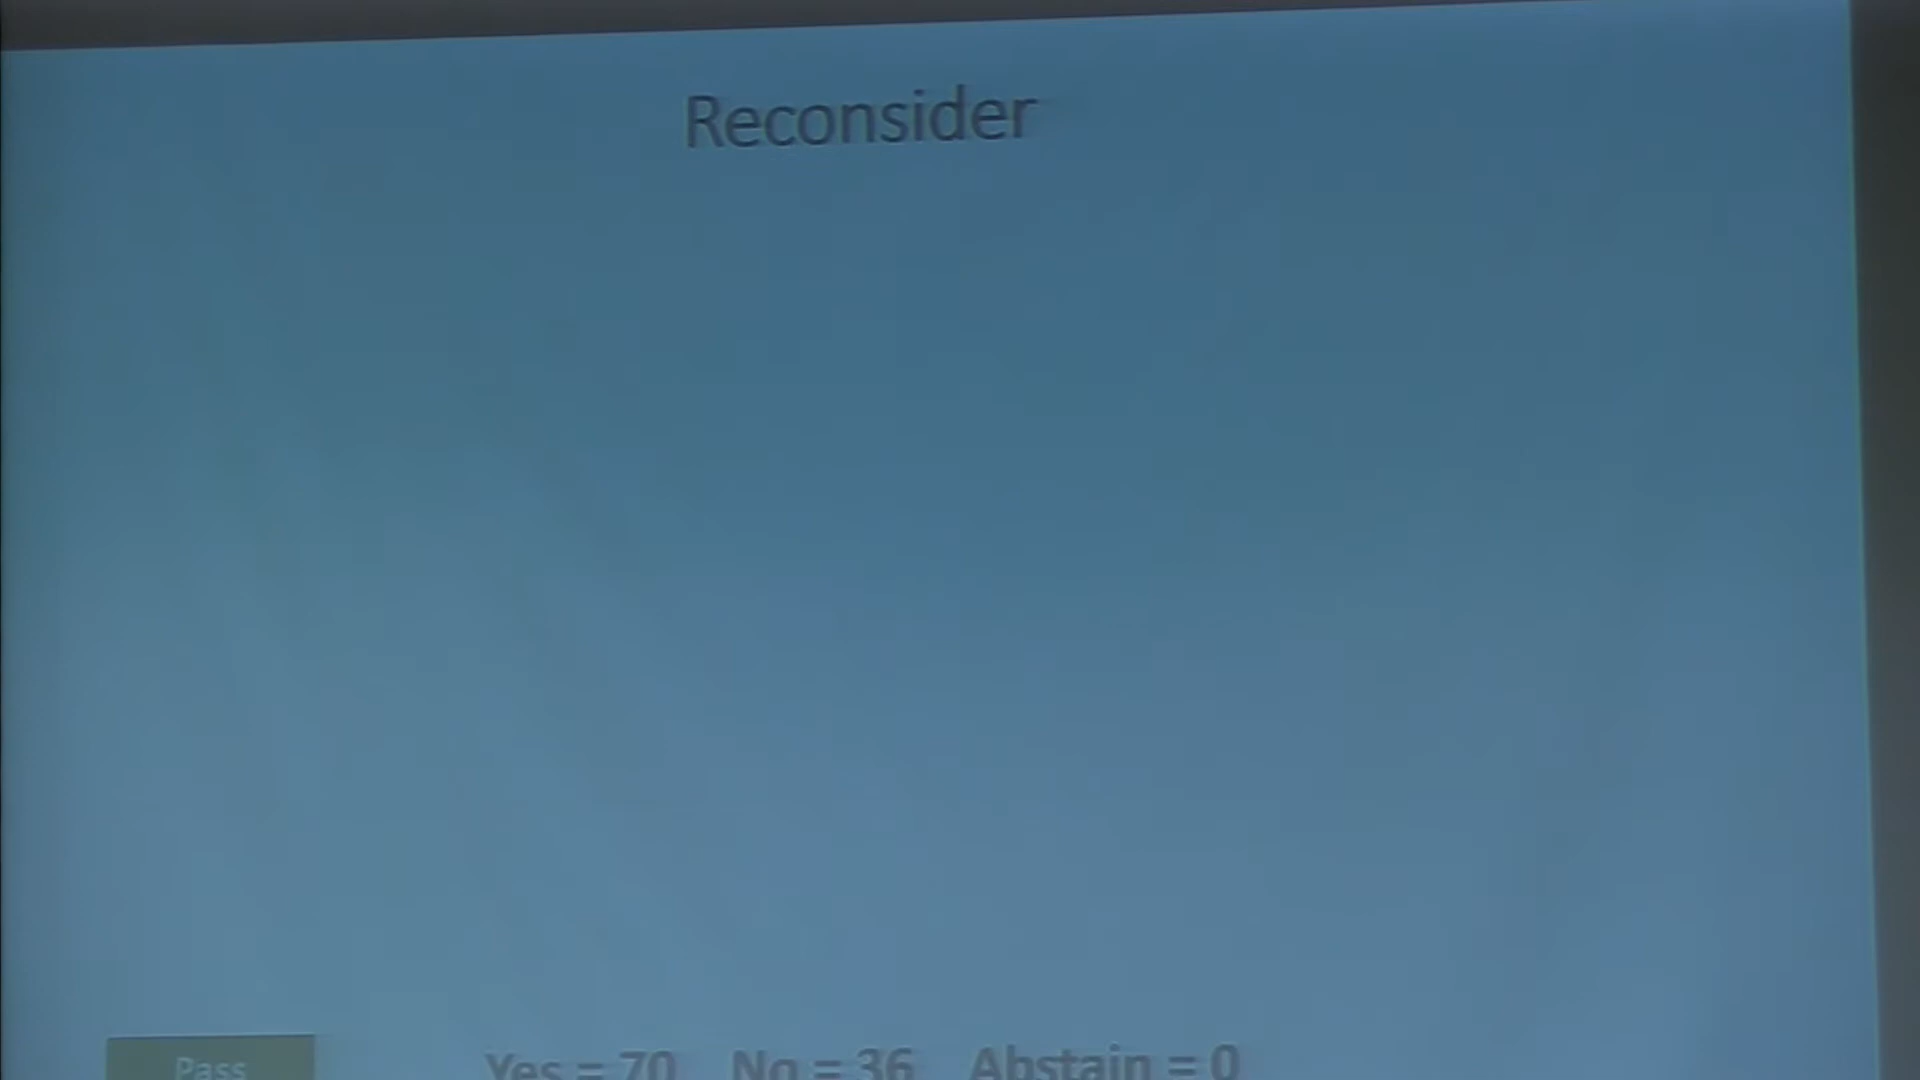 Reconsider
Pass
Yes = 70 No = 36 Abstain = 0